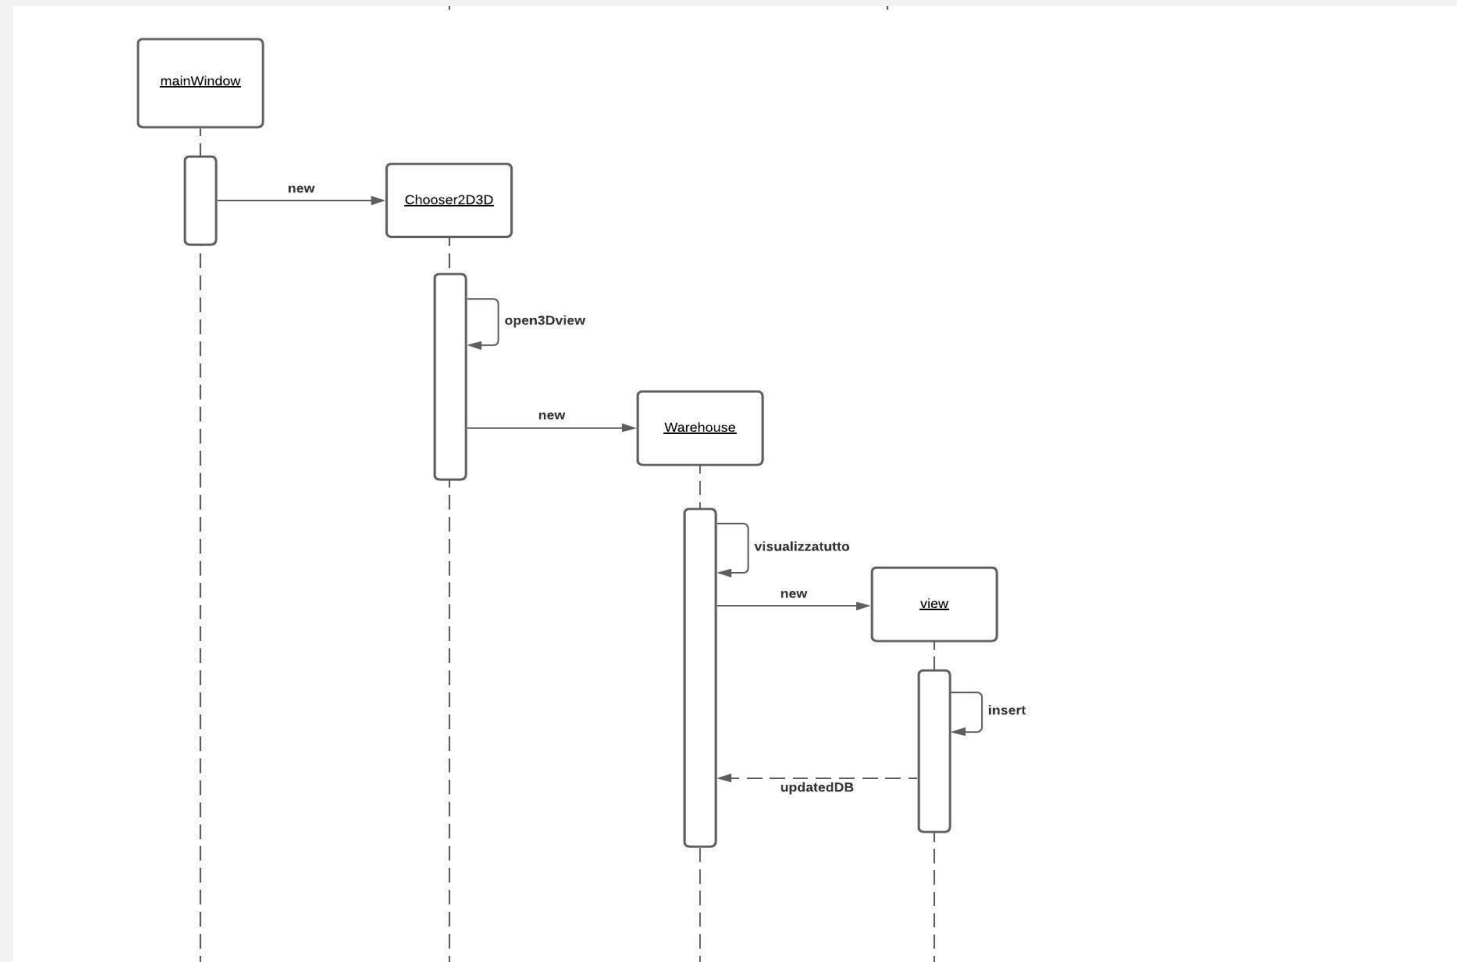 mainWindow
new
Chooser2D3D
open3Dview
new
Warehouse
visualizzatutto
new
view
insert
updatedDB